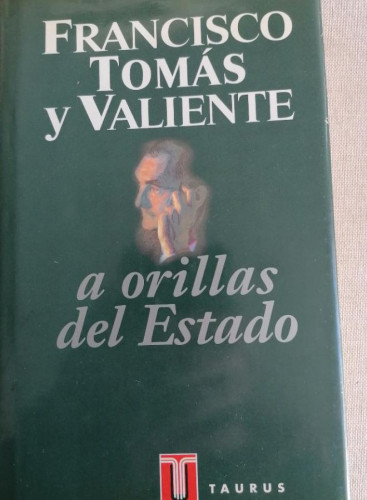 FRANCISCO
TOMÁS
y VALIENTE
a orillas
del Estado
TAURUS